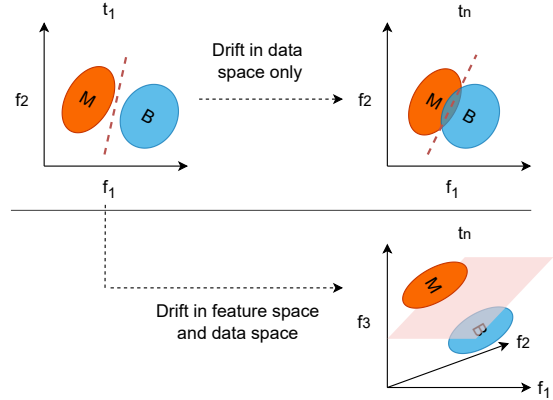 t1
tn
Drift in data
space only
f2
M
B
f2
M
B
f1
f1
tn
M
Drift in feature space
and data space
f3
B
f2
f1